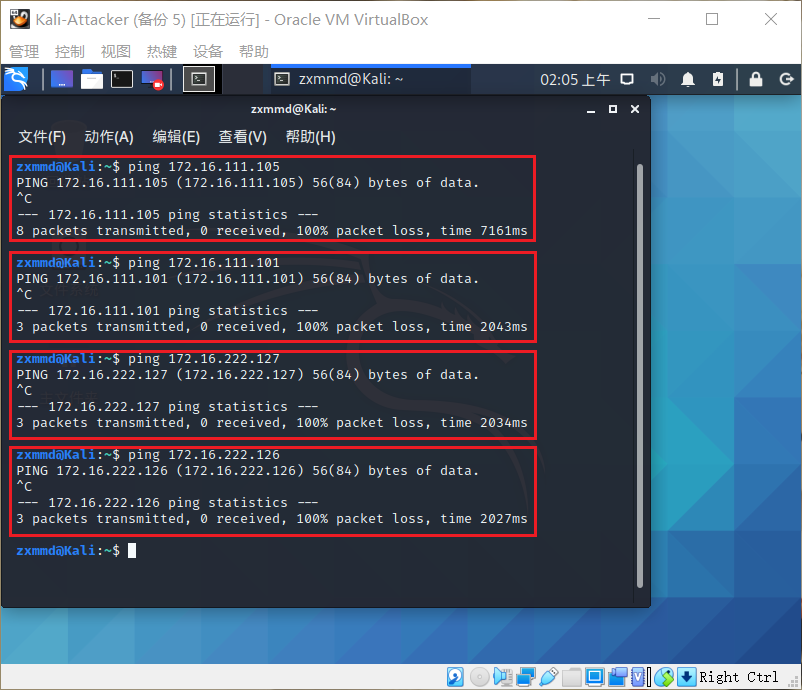 Kali-Attacker (备份 5) [正在运行] - Oracle VM VirtualBox
管理 控制 视图 热键 设备 帮助
zxmmd@Kali: ~ 02:05 上午
zxmmd@Kali: ~
文件(F) 动作(A) 编辑(E) 查看(V) 帮助(H)
zxmmd@Kali:~$ ping 172.16.111.105
PING 172.16.111.105 (172.16.111.105) 56(84) bytes of data.
^C
--- 172.16.111.105 ping statistics ---
8 packets transmitted, 0 received, 100% packet loss, time 7161ms
zxmmd@Kali:~$ ping 172.16.111.101
PING 172.16.111.101 (172.16.111.101) 56(84) bytes of data.
^C
--- 172.16.111.101 ping statistics ---
3 packets transmitted, 0 received, 100% packet loss, time 2043ms
zxmmd@Kali:~$ ping 172.16.222.127
PING 172.16.222.127 (172.16.222.127) 56(84) bytes of data.
^C
--- 172.16.222.127 ping statistics ---
3 packets transmitted, 0 received, 100% packet loss, time 2034ms
zxmmd@Kali:~$ ping 172.16.222.126
PING 172.16.222.126 (172.16.222.126) 56(84) bytes of data.
^C
--- 172.16.222.126 ping statistics ---
3 packets transmitted, 0 received, 100% packet loss, time 2027ms
zxmmd@Kali:~$
Right Ctrl